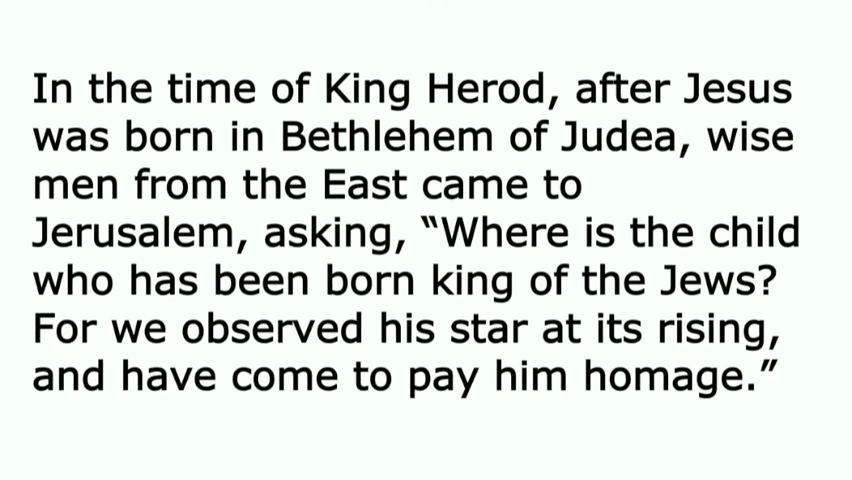 In the time of King Herod, after Jesus
was born in Bethlehem of Judea, wise
men from the East came to
Jerusalem, asking, “Where is the child
who has been born king of the Jews?
For we observed his star at its rising,
and have come to pay him homage.”